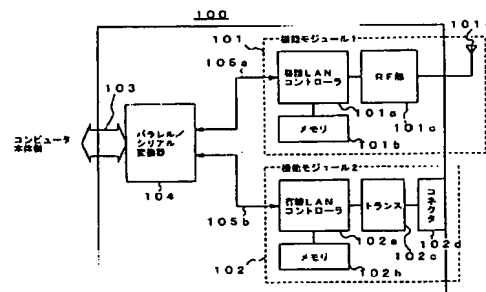 100
101
機能モジュール1
101
105a
無線LAN
コントローラ
RF部
103
101a
101c
コンピュータ
本体側
パラレル/
シリアル
変換器
メモリ
101b
104
機能モジュール2
有線LAN
コントローラ
トランス
コネクタ
105b
102a
102d
メモリ
102c
102
102b